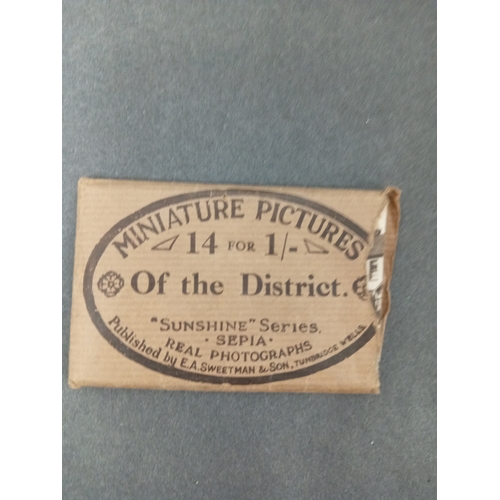 MINIATURE PICTURES
14 FOR 1/-
Of the District.
"SUNSHINE" Series.
· SEPIA ·
REAL PHOTOGRAPHS
Published by E.A. SWEETMAN & SON, TUNBRIDGE WELLS